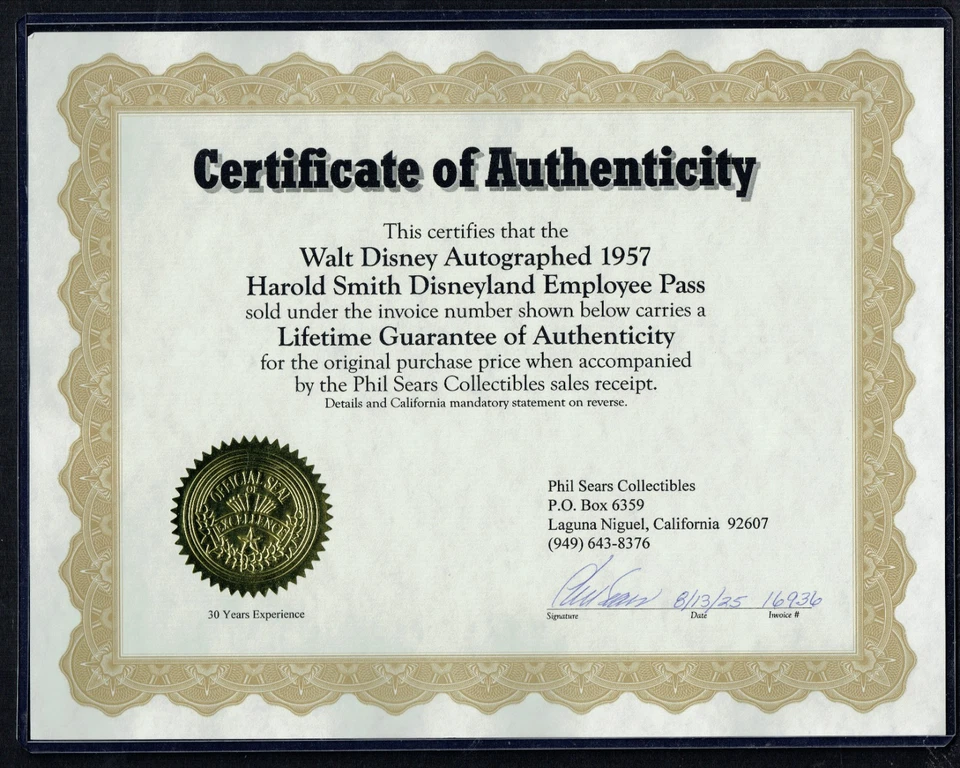 Certificate of Authenticity
This certifies that the
Walt Disney Autographed 1957
Harold Smith Disneyland Employee Pass
sold under the invoice number shown below carries a
Lifetime Guarantee of Authenticity
for the original purchase price when accompanied
by the Phil Sears Collectibles sales receipt.
Details and California mandatory statement on reverse.
OFFICIAL SEAL
OF
EXCELLENCE
30 Years Experience
Phil Sears Collectibles
P.O. Box 6359
Laguna Niguel, California 92607
(949) 643-8376
Phil Sears 8/13/25 16936
Signature Date Invoice #